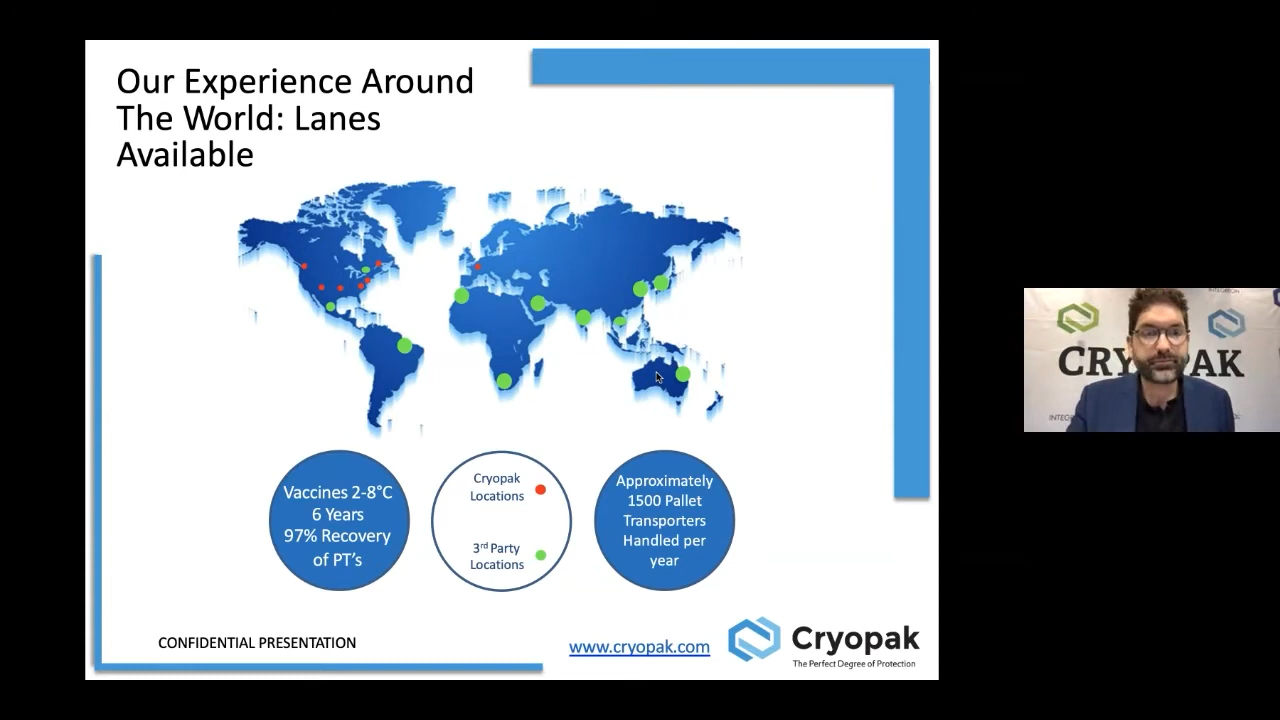 Our Experience Around
The World: Lanes
Available
Vaccines 2-8°C
6 Years
97% Recovery
of PT's
Cryopak
Locations
3rd Party
Locations
Approximately
1500 Pallet
Transporters
Handled per
year
CONFIDENTIAL PRESENTATION
www.cryopak.com
Cryopak
The Perfect Degree of Protection
CRYOPAK